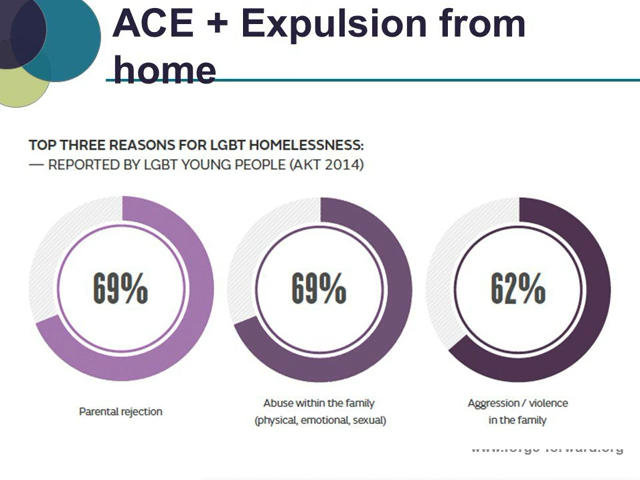 ACE + Expulsion from
home
TOP THREE REASONS FOR LGBT HOMELESSNESS:
— REPORTED BY LGBT YOUNG PEOPLE (AKT 2014)
69%
69%
62%
Parental rejection
Abuse within the family
(physical, emotional, sexual)
Aggression / violence
in the family